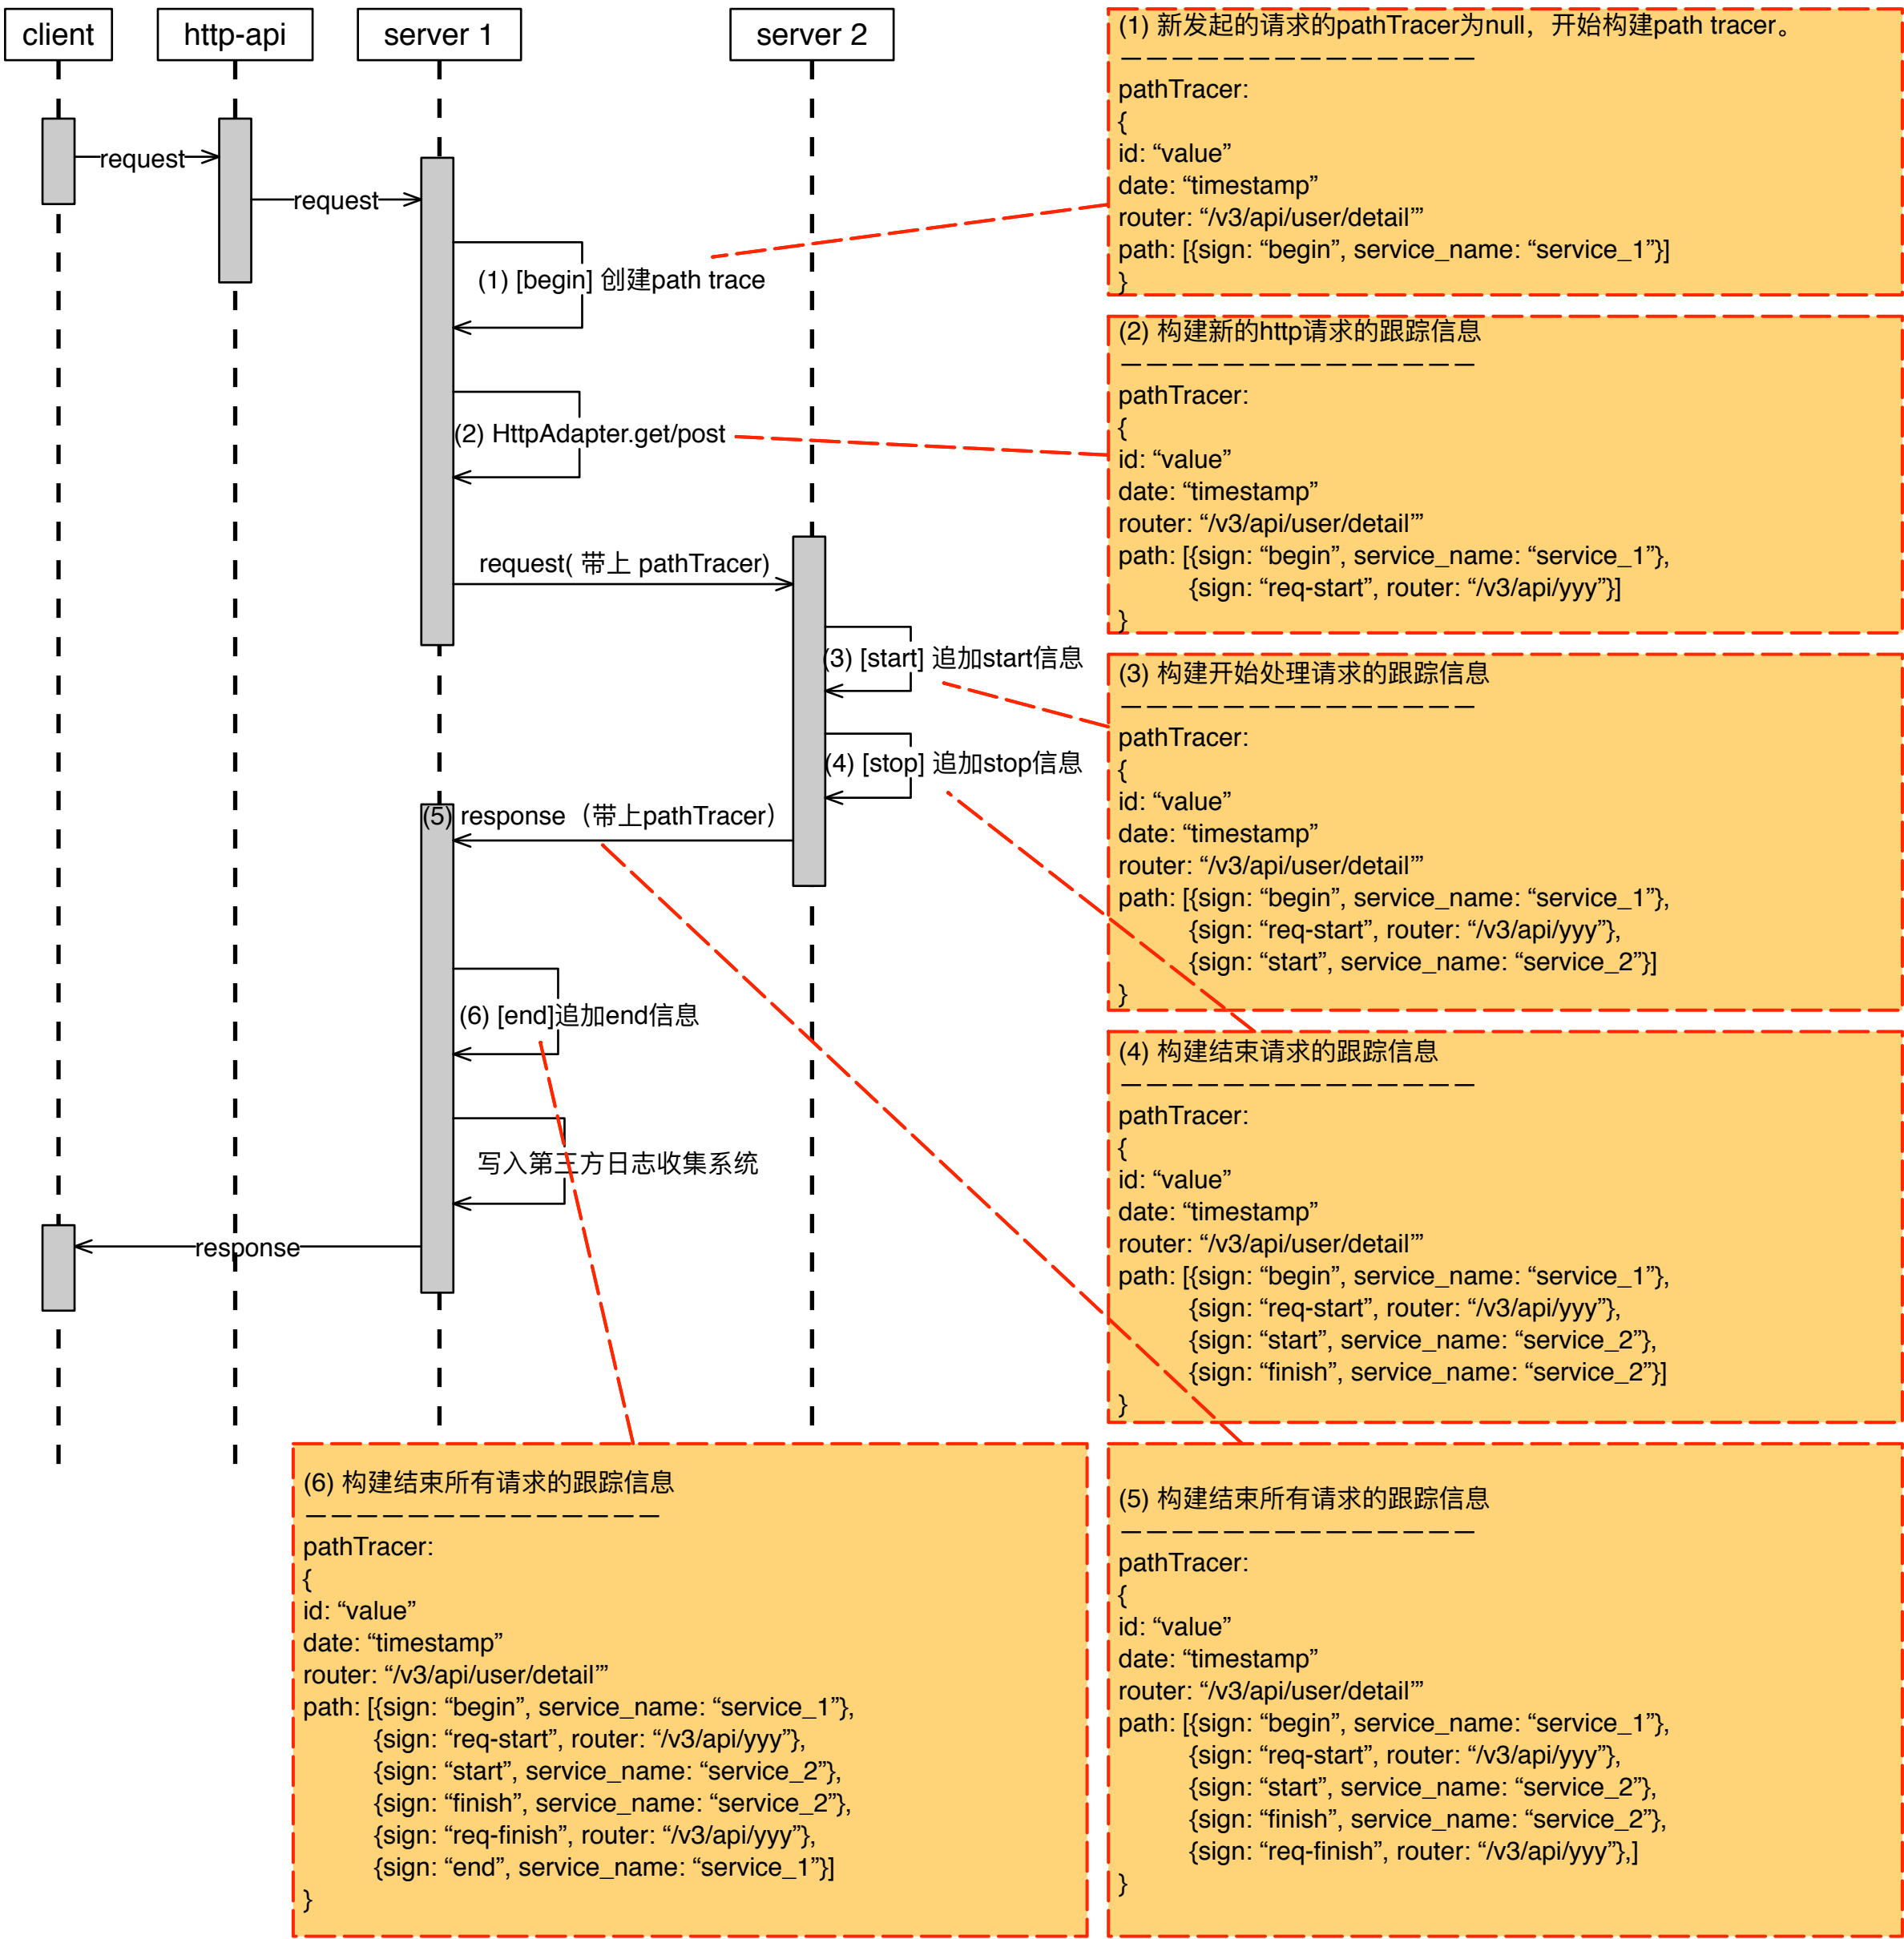 client
http-api
server 1
server 2
request
request
(1) [begin] 创建path trace
(2) HttpAdapter.get/post
request( 带上 pathTracer)
(3) [start] 追加start信息
(4) [stop] 追加stop信息
(5) response（带上pathTracer）
(6) [end]追加end信息
写入第三方日志收集系统
response
(1) 新发起的请求的pathTracer为null，开始构建path tracer。
——————————————
pathTracer:
{
id: “value”
date: “timestamp”
router: “/v3/api/user/detail’”
path: [{sign: “begin”, service_name: “service_1”}]
}
(2) 构建新的http请求的跟踪信息
——————————————
pathTracer:
{
id: “value”
date: “timestamp”
router: “/v3/api/user/detail’”
path: [{sign: “begin”, service_name: “service_1”},
{sign: “req-start”, router: “/v3/api/yyy”}]
}
(3) 构建开始处理请求的跟踪信息
——————————————
pathTracer:
{
id: “value”
date: “timestamp”
router: “/v3/api/user/detail’”
path: [{sign: “begin”, service_name: “service_1”},
{sign: “req-start”, router: “/v3/api/yyy”},
{sign: “start”, service_name: “service_2”}]
}
(4) 构建结束请求的跟踪信息
——————————————
pathTracer:
{
id: “value”
date: “timestamp”
router: “/v3/api/user/detail’”
path: [{sign: “begin”, service_name: “service_1”},
{sign: “req-start”, router: “/v3/api/yyy”},
{sign: “start”, service_name: “service_2”},
{sign: “finish”, service_name: “service_2”}]
}
(6) 构建结束所有请求的跟踪信息
——————————————
pathTracer:
{
id: “value”
date: “timestamp”
router: “/v3/api/user/detail’”
path: [{sign: “begin”, service_name: “service_1”},
{sign: “req-start”, router: “/v3/api/yyy”},
{sign: “start”, service_name: “service_2”},
{sign: “finish”, service_name: “service_2”},
{sign: “req-finish”, router: “/v3/api/yyy”},
{sign: “end”, service_name: “service_1”}]
}
(5) 构建结束所有请求的跟踪信息
——————————————
pathTracer:
{
id: “value”
date: “timestamp”
router: “/v3/api/user/detail’”
path: [{sign: “begin”, service_name: “service_1”},
{sign: “req-start”, router: “/v3/api/yyy”},
{sign: “start”, service_name: “service_2”},
{sign: “finish”, service_name: “service_2”},
{sign: “req-finish”, router: “/v3/api/yyy”},]
}